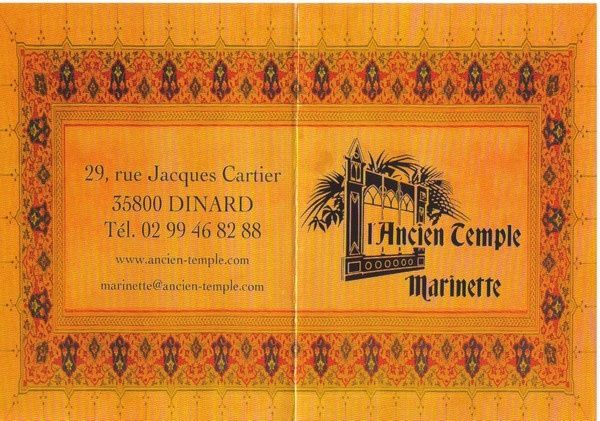 29, rue Jacques Cartier
35800 DINARD
Tél. 02 99 46 82 88
www.ancien-temple.com
marinette@ancien-temple.com
l'Ancien Temple
Marinette